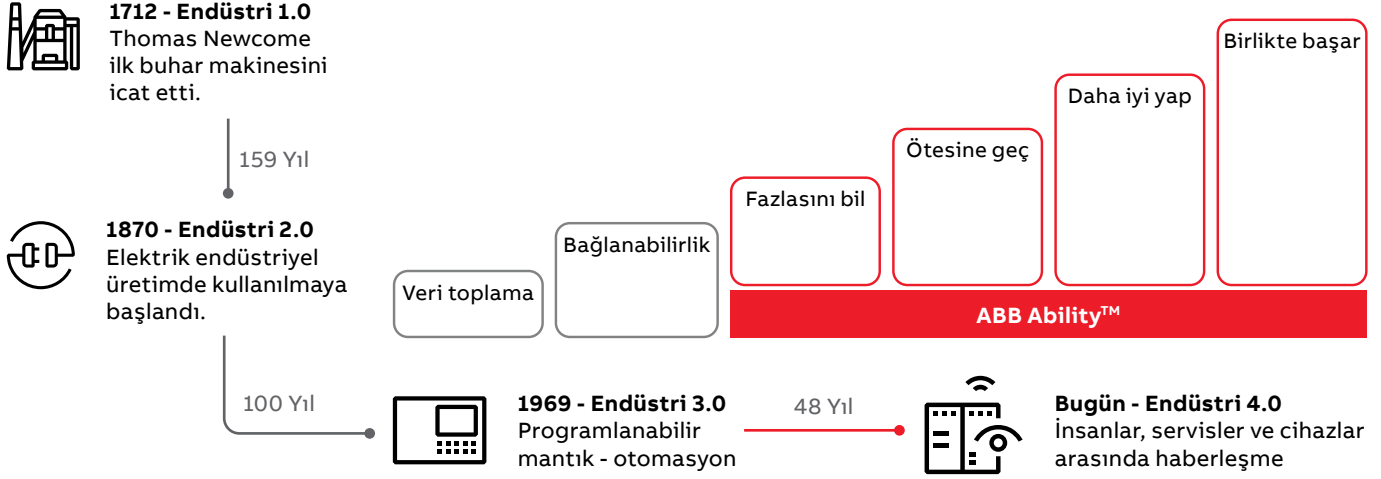 1712 - Endüstri 1.0
Thomas Newcome
ilk buhar makinesini
icat etti.
159 Yıl
1870 - Endüstri 2.0
Elektrik endüstriyel
üretimde kullanılmaya
başlandı.
100 Yıl
1969 - Endüstri 3.0
Programlanabilir
mantık - otomasyon
48 Yıl
Bugün - Endüstri 4.0
İnsanlar, servisler ve cihazlar
arasında haberleşme
Veri toplama
Bağlanabilirlik
Fazlasını bil
Ötesine geç
Daha iyi yap
Birlikte başar
ABB Ability™